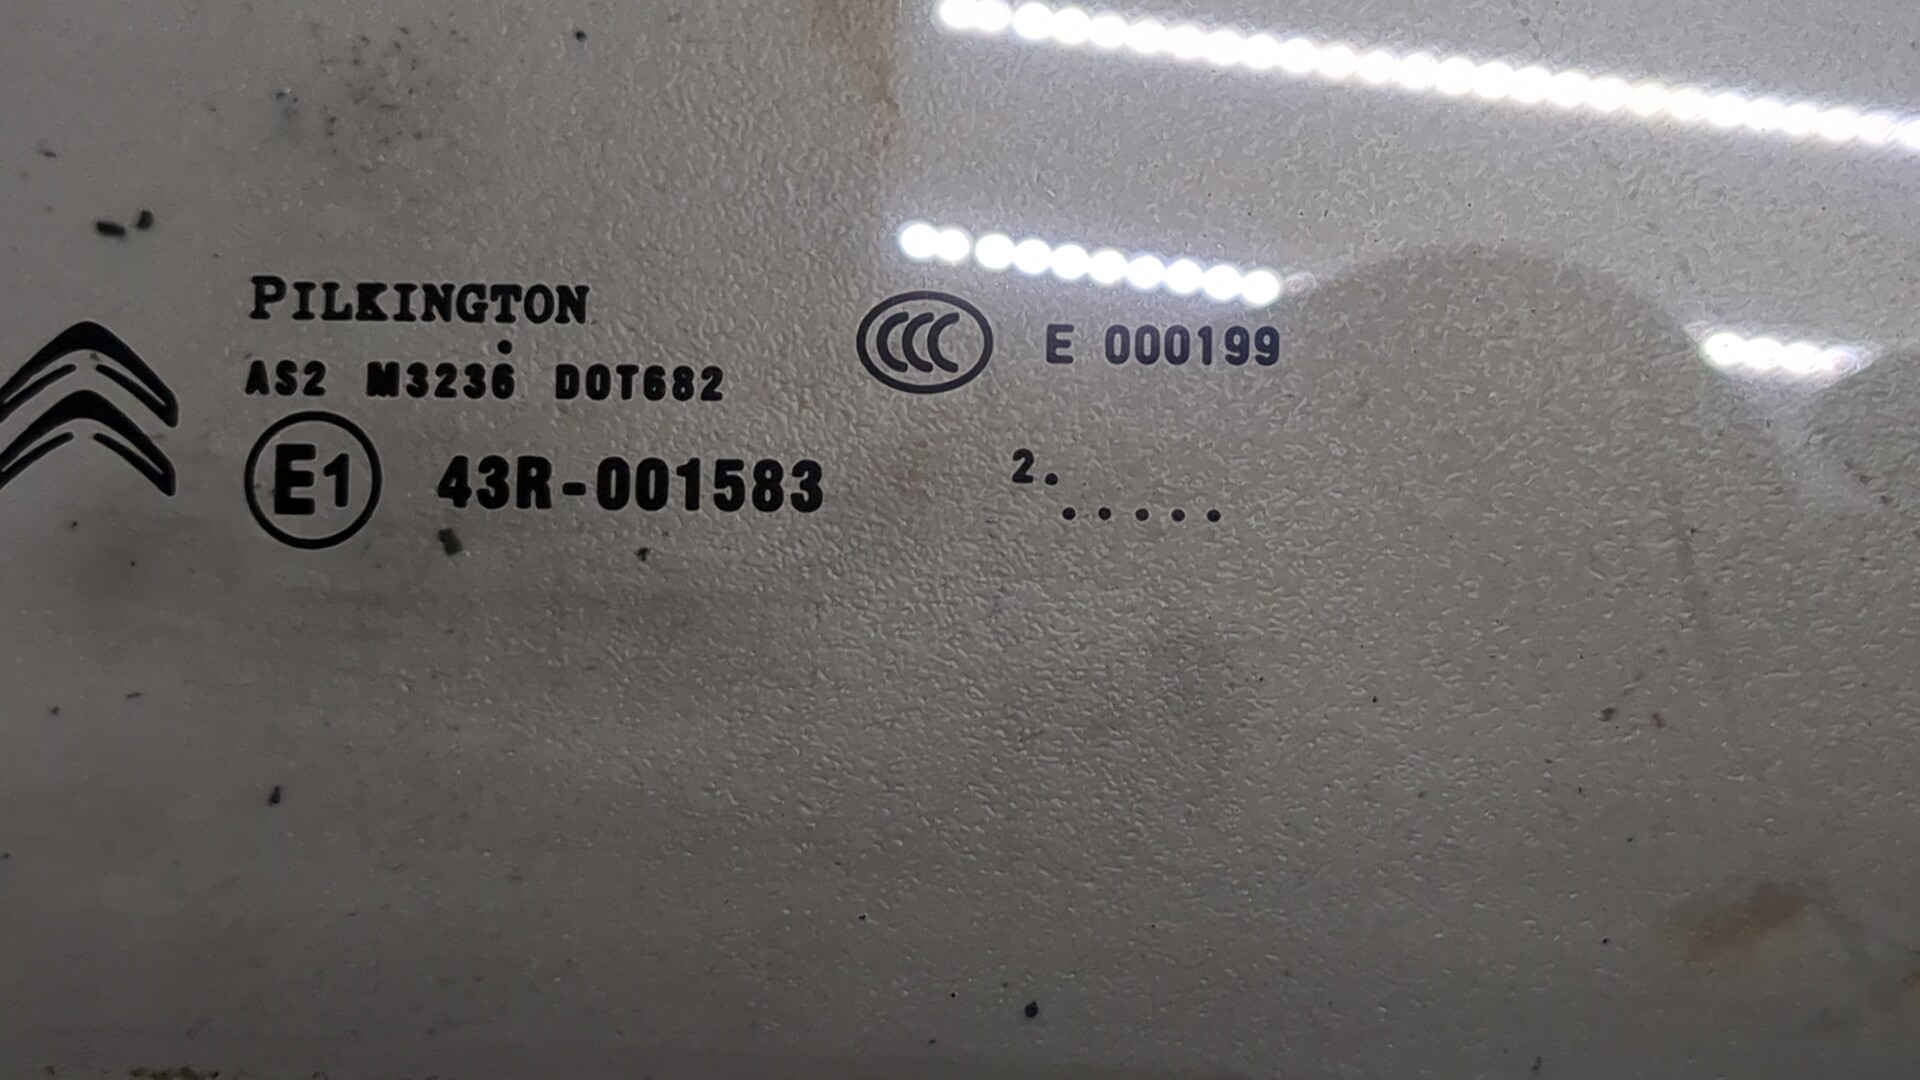 PILKINGTON
AS2 M3236 DOT682
E1 43R-001583
CCC E 000199
2.
.....